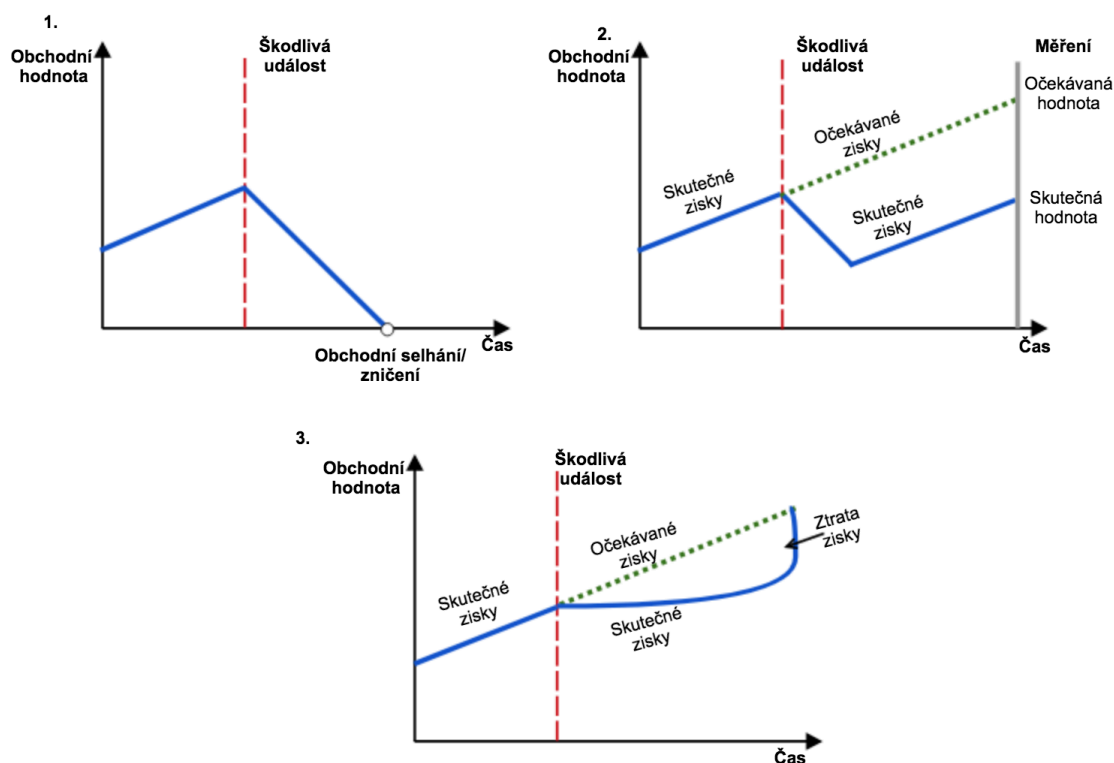 1.
Obchodní
hodnota
Škodlivá
událost
Čas
Obchodní selhání/
zničení
2.
Obchodní
hodnota
Škodlivá
událost
Měření
Očekávaná
hodnota
Očekávané
zisky
Skutečné
zisky
Skutečné
zisky
Skutečná
hodnota
Čas
3.
Obchodní
hodnota
Škodlivá
událost
Očekávané
zisky
Ztrata
zisky
Skutečné
zisky
Skutečné
zisky
Čas